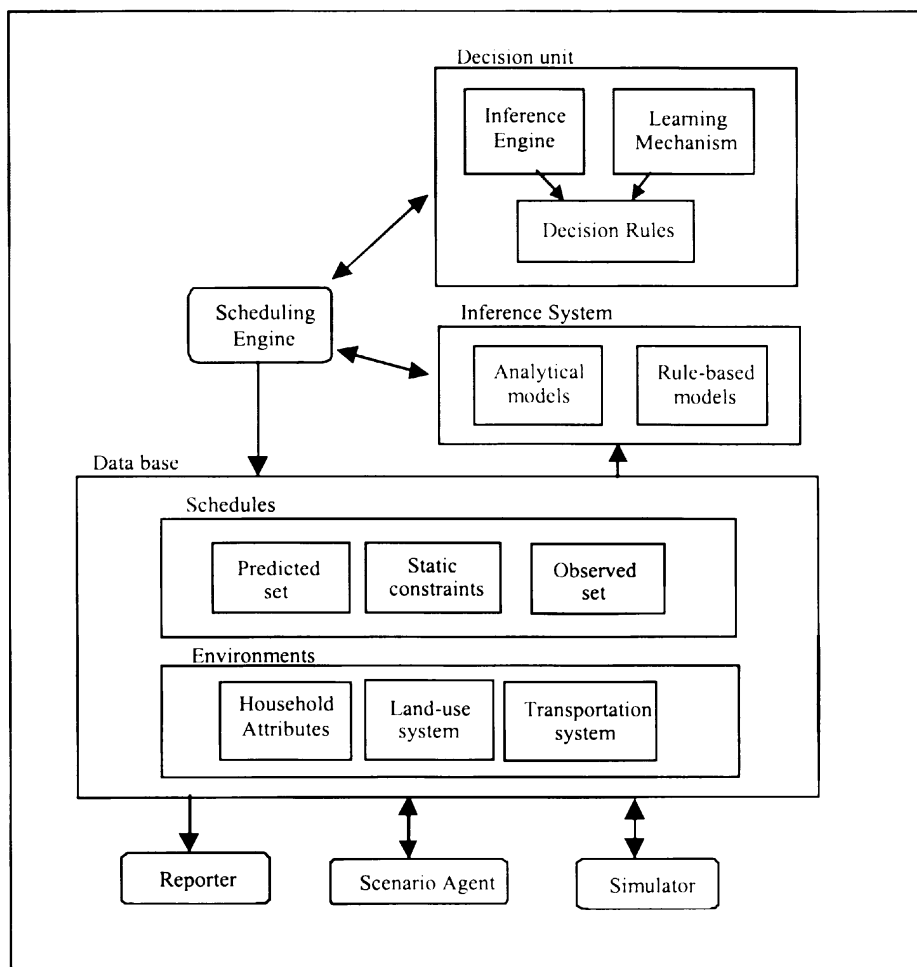 Decision unit
Inference
Engine
Learning
Mechanism
Decision Rules
Scheduling
Engine
Inference System
Analytical
models
Rule-based
models
Data base
Schedules
Predicted
set
Static
constraints
Observed
set
Environments
Household
Attributes
Land-use
system
Transportation
system
Reporter
Scenario Agent
Simulator